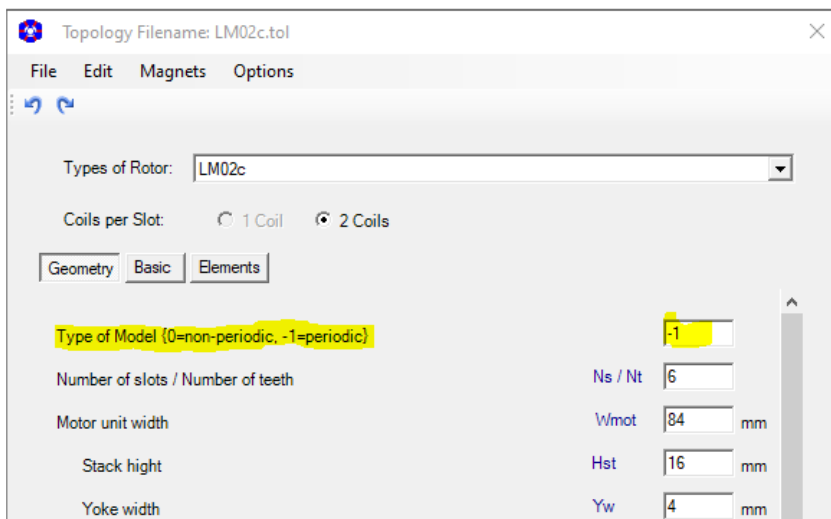 Topology Filename: LM02c.tol
File Edit Magnets Options
Types of Rotor: LM02c
Coils per Slot: 1 Coil 2 Coils
Geometry Basic Elements
Type of Model {0=non-periodic, -1=periodic} -1
Number of slots / Number of teeth Ns / Nt 6
Motor unit width Wmot 84 mm
Stack hight Hst 16 mm
Yoke width Yw 4 mm